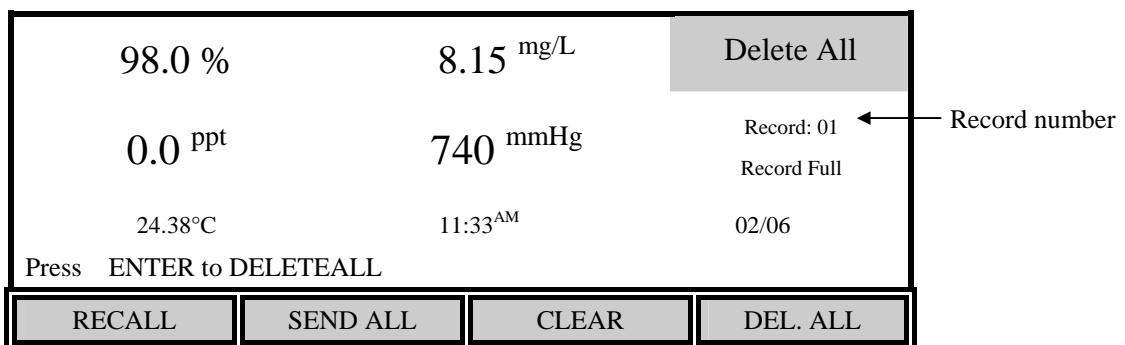 98.0 % 8.15 mg/L Delete All
Record: 01 Record number
0.0 ppt 740 mmHg
Record Full
24.38°C 11:33AM 02/06
Press ENTER to DELETEALL
RECALL SEND ALL CLEAR DEL. ALL